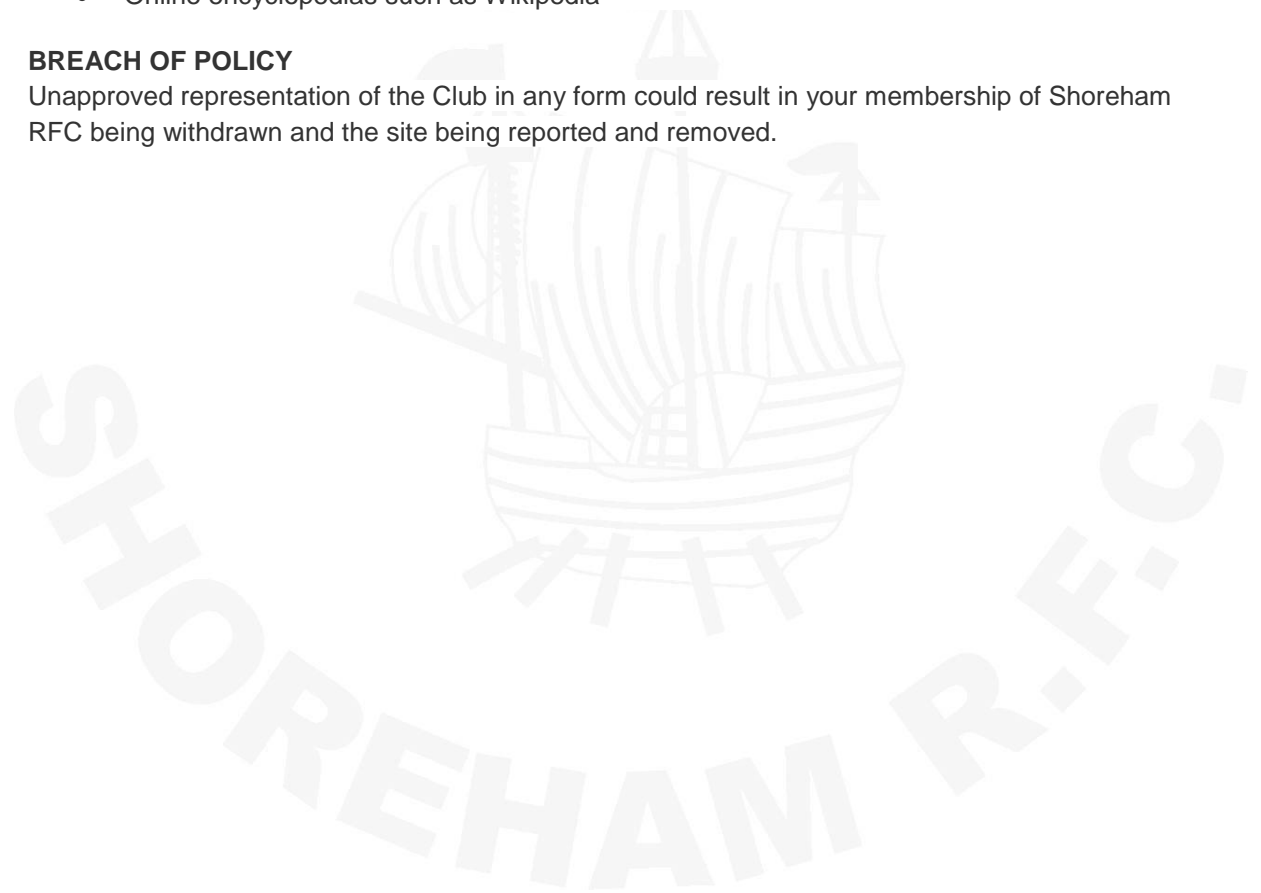 • Online encyclopedias such as Wikipedia
BREACH OF POLICY
Unapproved representation of the Club in any form could result in your membership of Shoreham
RFC being withdrawn and the site being reported and removed.
SHOREHAM R.F.C.